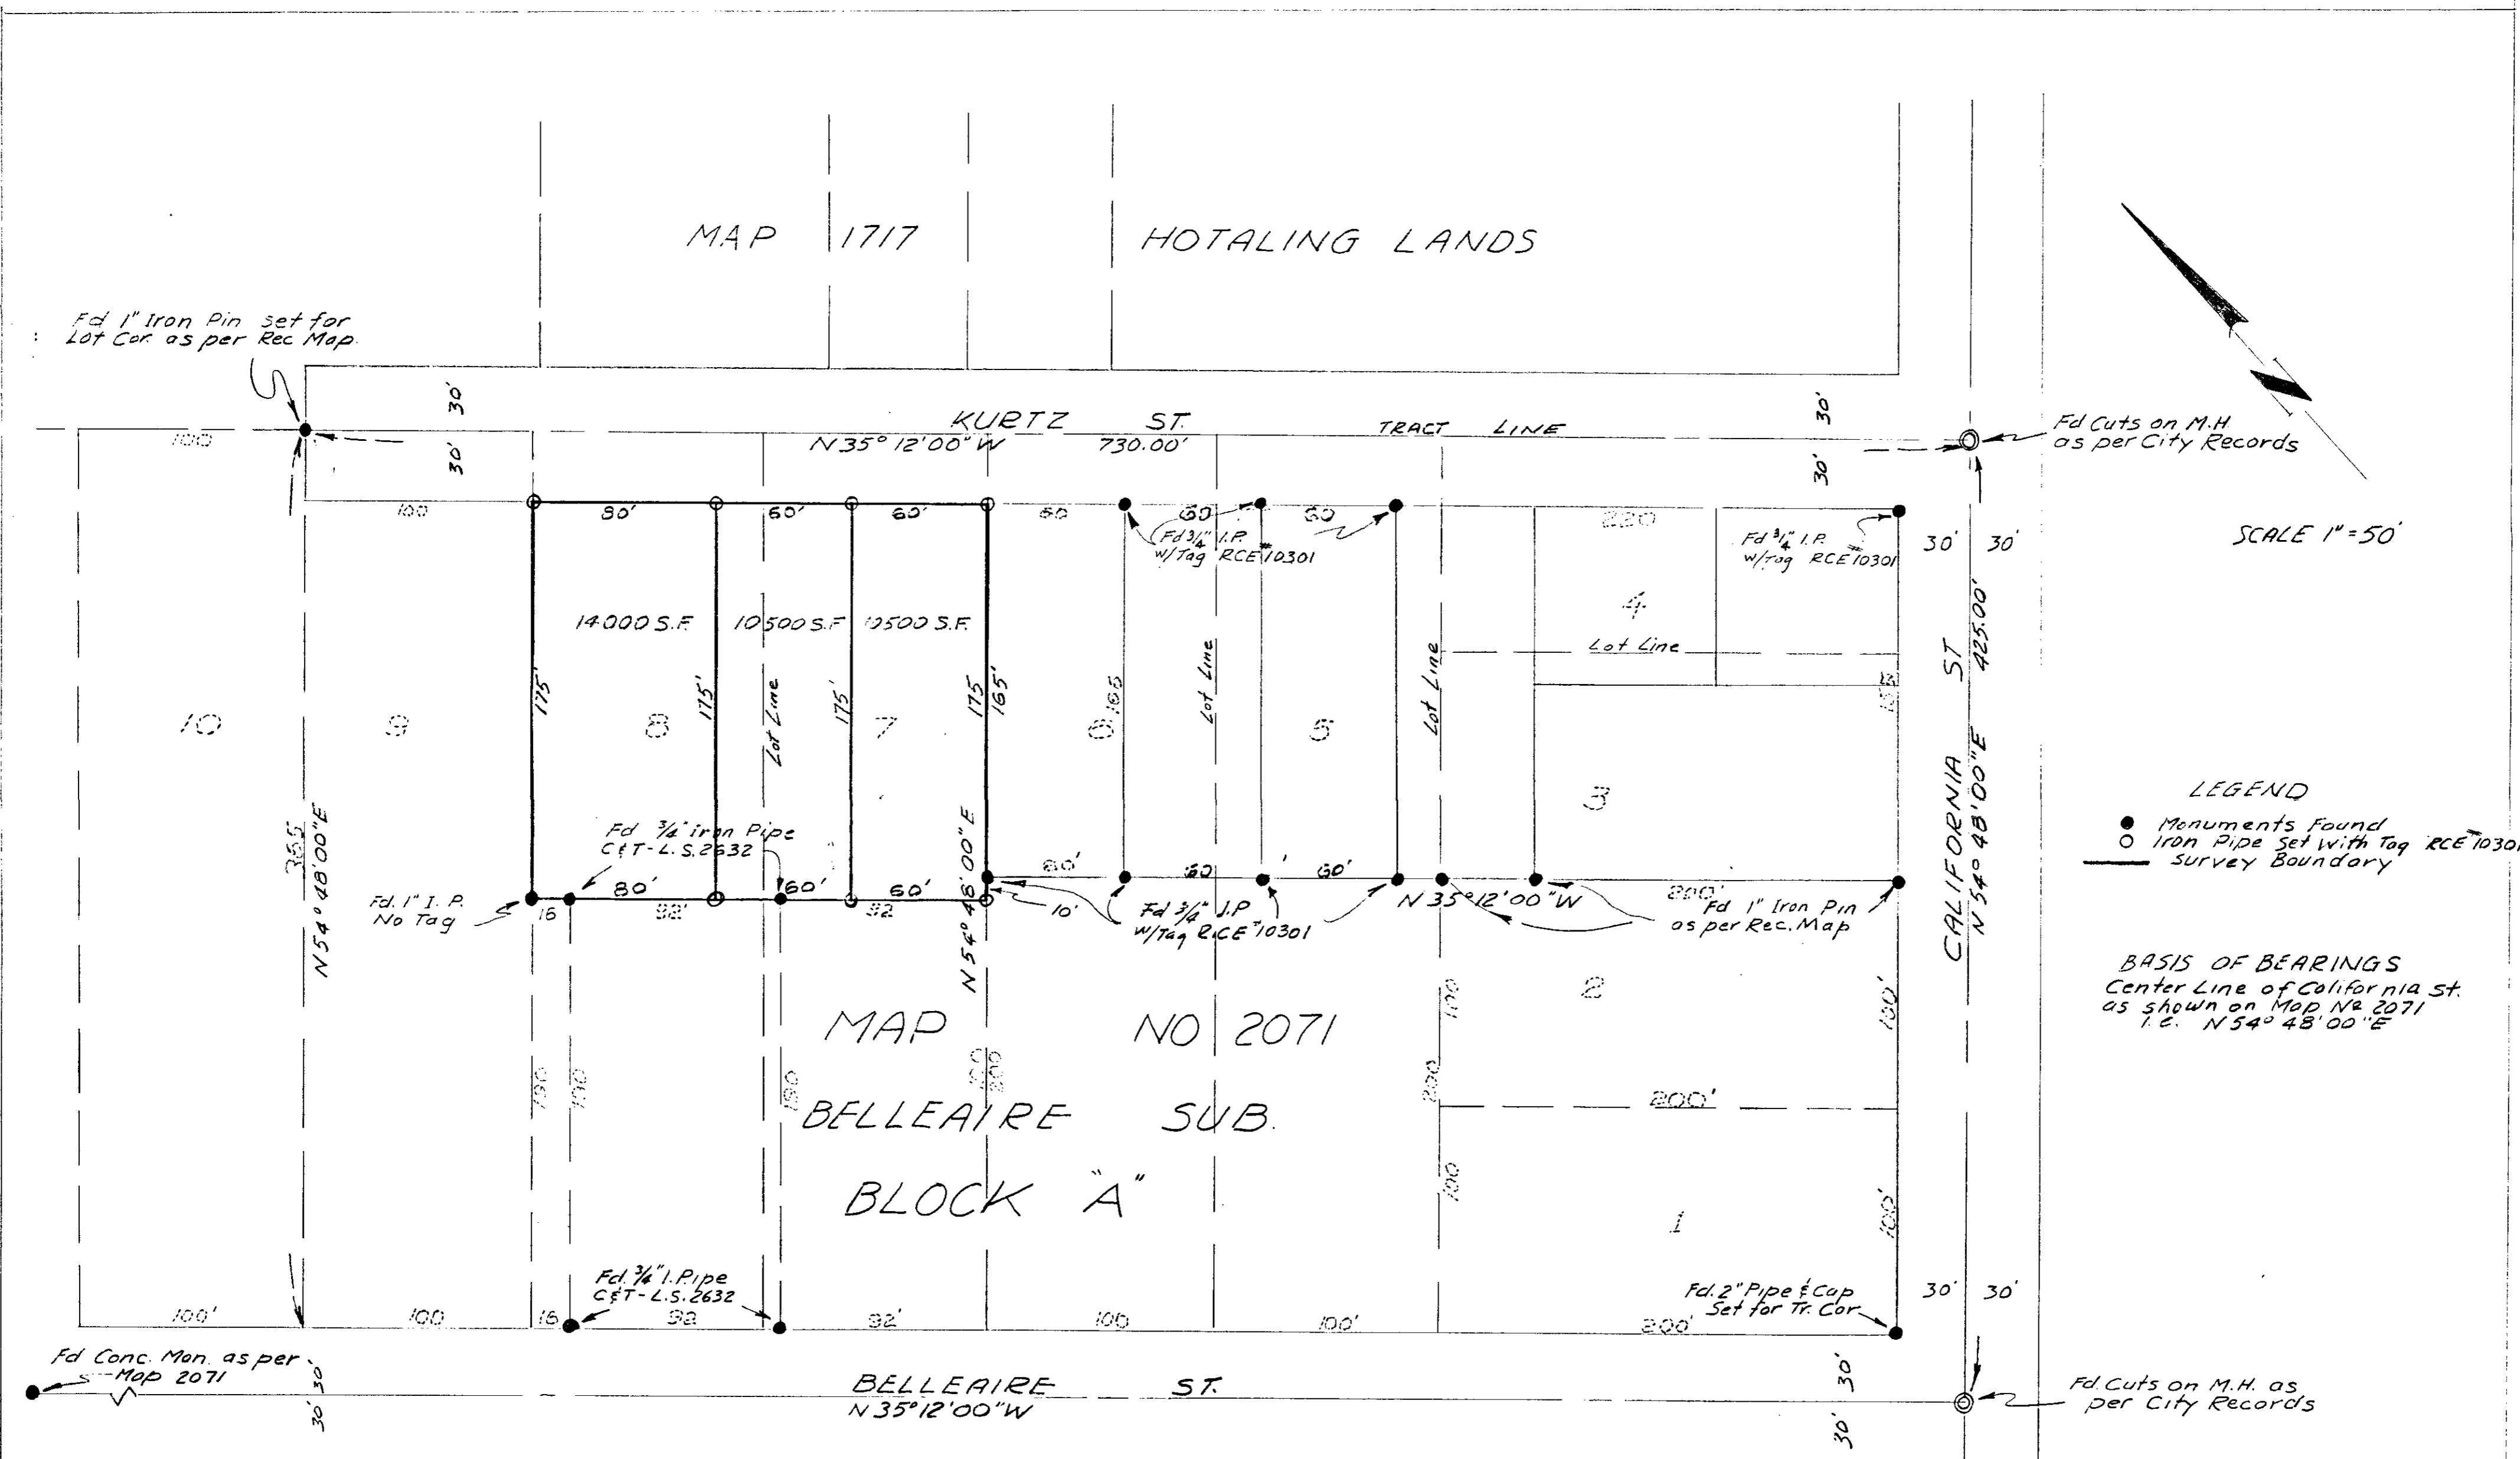 MAP 1717 HOTALING LANDS
Fd 1" Iron Pin set for
Lot Cor. as per Rec Map.
30'
30'
KURTZ ST.
N 35° 12' 00" W 730.00'
TRACT LINE
30'
30'
Fd Cuts on M.H.
as per City Records
SCALE 1"=50'
100
100
80'
60'
60'
60
60
60
220
Fd 3/4" I.P.
w/Tag RCE #10301
Fd 3/4" I.P.
w/Tag RCE #10301
30' 30'
14000 S.F.
10500 S.F.
10500 S.F.
175'
175'
175'
175'
165'
165
Lot Line
Lot Line
Lot Line
Lot Line
10
9
8
7
6
5
4
3
2
1
365
N 54° 48' 00" E
N 54° 48' 00" E
CALIFORNIA ST
N 54° 48' 00" E 425.00'
Fd 3/4" Iron Pipe
C&T - L.S. 2632
Fd. 1" I.P.
No Tag
16
80'
92'
60'
60'
92
10'
60
60'
Fd 3/4" I.P.
w/Tag RCE #10301
N 35° 12' 00" W
200'
Fd 1" Iron Pin
as per Rec. Map
LEGEND
Monuments Found
Iron Pipe Set With Tag RCE #10301
Survey Boundary
BASIS OF BEARINGS
Center Line of California St.
as shown on Map No 2071
i.e. N 54° 48' 00" E
MAP NO 2071
BELLEAIRE SUB.
BLOCK "A"
190
190
190
200
200
100
100
100'
100'
200'
Fd. 3/4" I. Pipe
C&T - L.S. 2632
Fd. 2" Pipe & Cap
Set for Tr. Cor.
30' 30'
100'
100
16
92
92'
100
100'
200'
Fd Conc. Mon. as per
Map 2071
30' 30'
BELLEAIRE ST.
N 35° 12' 00" W
30' 30'
Fd. Cuts on M.H. as
per City Records